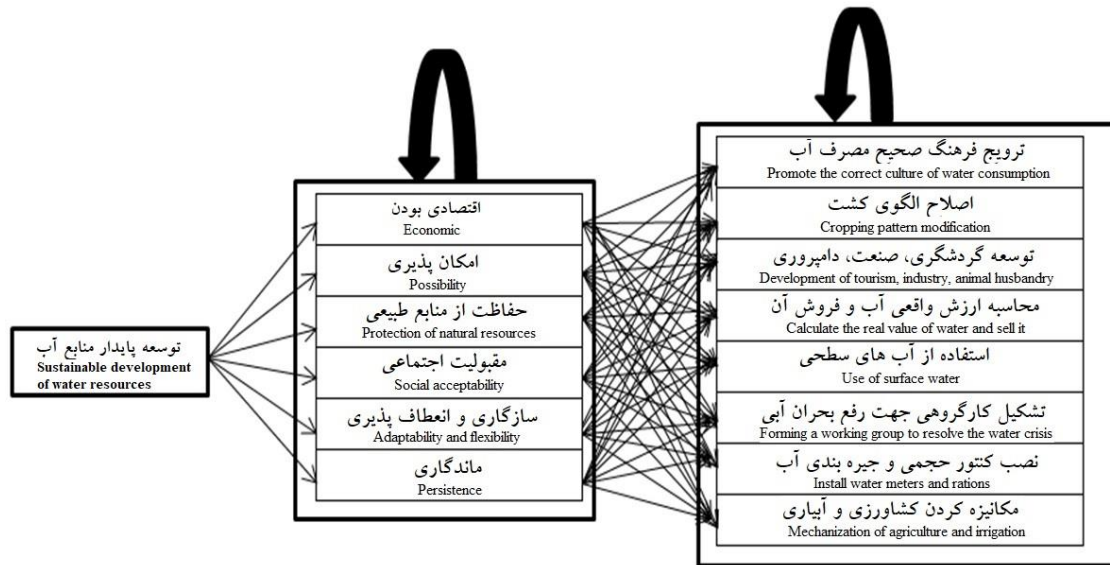 توسعه پایدار منابع آب
Sustainable development
of water resources
اقتصادی بودن
Economic
امکان پذیری
Possibility
حفاظت از منابع طبیعی
Protection of natural resources
مقبولیت اجتماعی
Social acceptability
سازگاری و انعطاف پذیری
Adaptability and flexibility
ماندگاری
Persistence
ترویج فرهنگ صحیح مصرف آب
Promote the correct culture of water consumption
اصلاح الگوی کشت
Cropping pattern modification
توسعه گردشگری، صنعت، دامپروری
Development of tourism, industry, animal husbandry
محاسبه ارزش واقعی آب و فروش آن
Calculate the real value of water and sell it
استفاده از آب های سطحی
Use of surface water
تشکیل کارگروهی جهت رفع بحران آبی
Forming a working group to resolve the water crisis
نصب کنتور حجمی و جیره بندی آب
Install water meters and rations
مکانیزه کردن کشاورزی و آبیاری
Mechanization of agriculture and irrigation